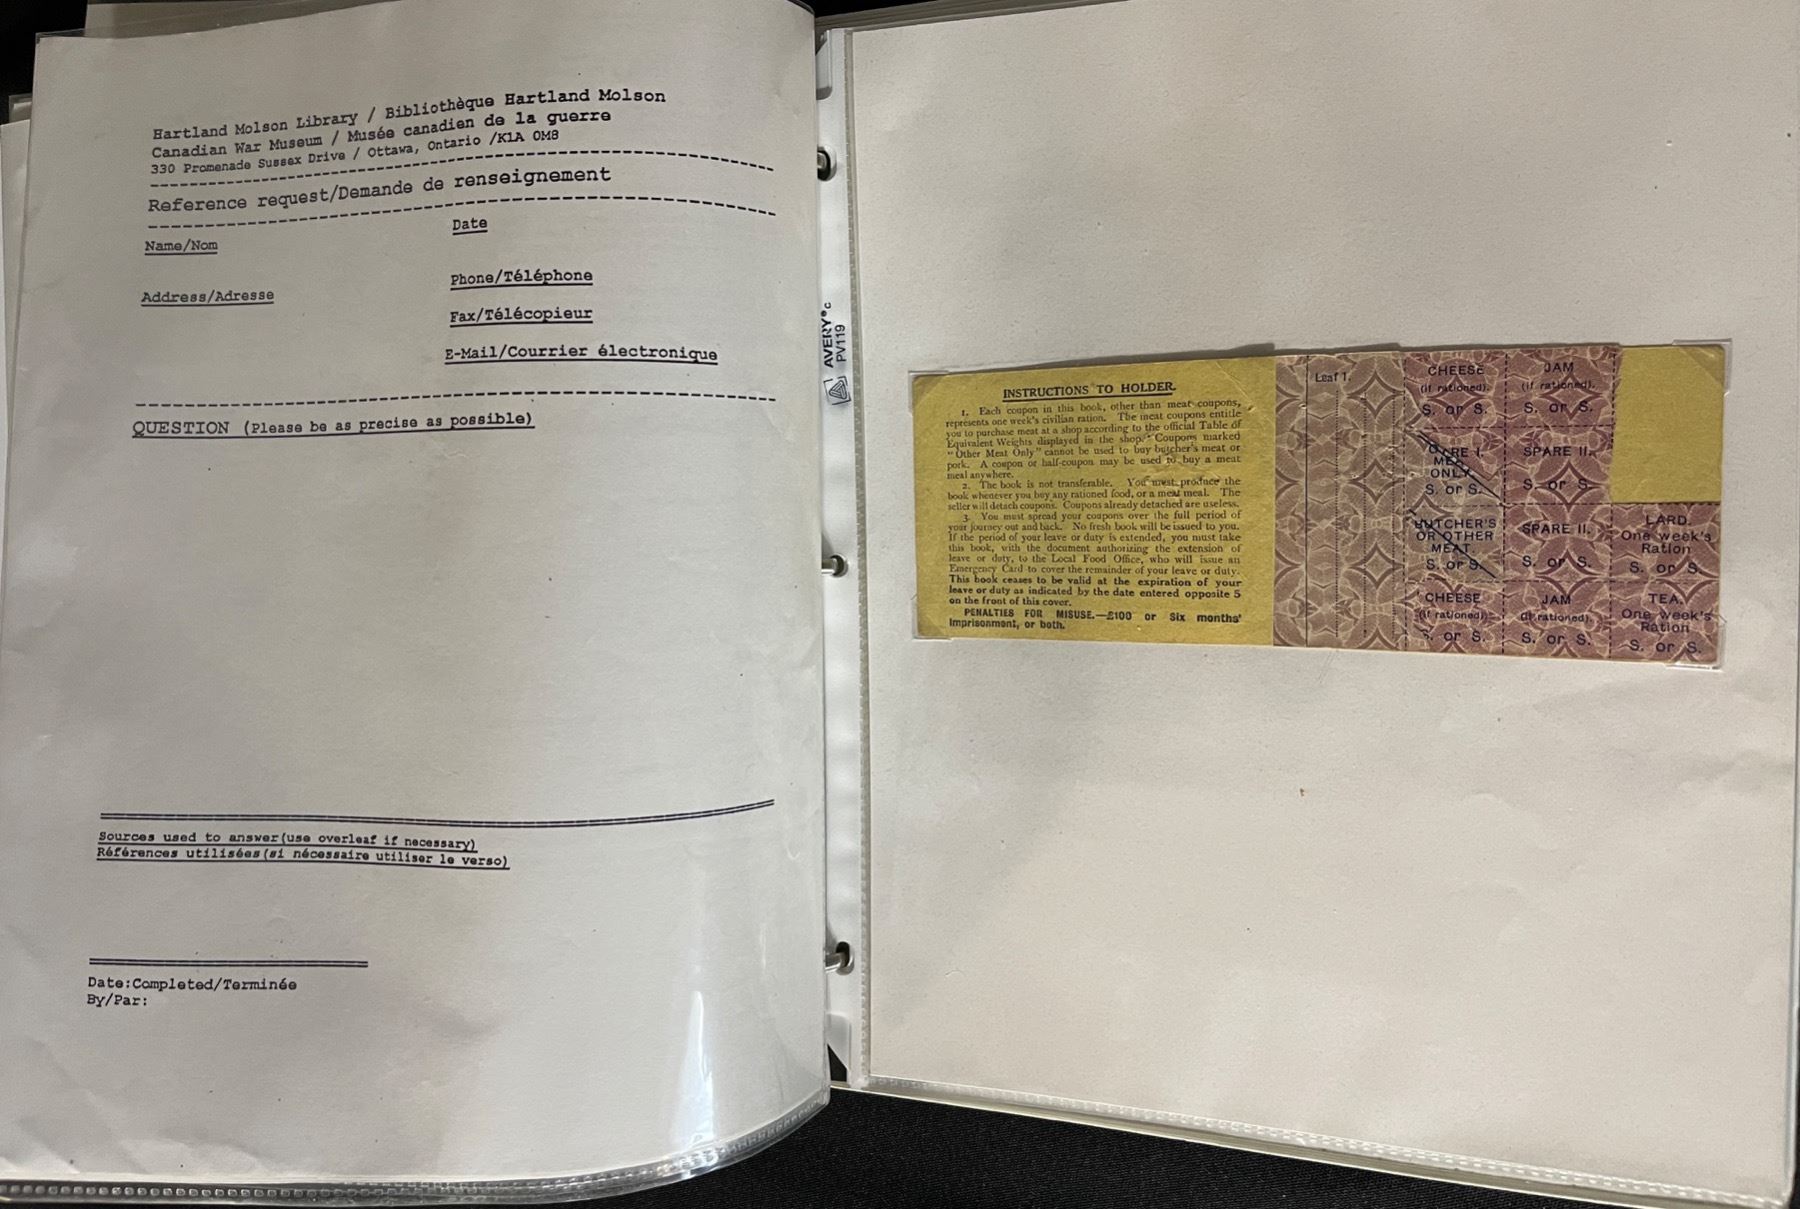 Hartland Molson Library / Bibliothèque Hartland Molson
Canadian War Museum / Musée canadien de la guerre
330 Promenade Sussex Drive / Ottawa, Ontario /K1A 0M8
Reference request/Demande de renseignement
Name/Nom
Date
Address/Adresse
Phone/Téléphone
Fax/Télécopieur
E-Mail/Courrier électronique
QUESTION (Please be as precise as possible)
Sources used to answer(use overleaf if necessary)
Références utilisées(si nécessaire utiliser le verso)
Date:Completed/Terminée
By/Par:
AVERY® c
PV119
INSTRUCTIONS TO HOLDER.
1. Each coupon in this book, other than meat coupons,
represents one week's civilian ration. The meat coupons entitle
you to purchase meat at a shop according to the official Table of
Equivalent Weights displayed in the shop. Coupons marked
"Other Meat Only" cannot be used to buy butcher's meat or
pork. A coupon or half-coupon may be used to buy a meat
meal anywhere.
2. The book is not transferable. You must produce the
book whenever you buy any rationed food, or a meat meal. The
seller will detach coupons. Coupons already detached are useless.
3. You must spread your coupons over the full period of
your journey out and back. No fresh book will be issued to you.
If the period of your leave or duty is extended, you must take
this book, with the document authorizing the extension of
leave or duty, to the Local Food Office, who will issue an
Emergency Card to cover the remainder of your leave or duty.
This book ceases to be valid at the expiration of your
leave or duty as indicated by the date entered opposite 5
on the front of this cover.
PENALTIES FOR MISUSE.—£100 or Six months'
Imprisonment, or both.
Leaf 1.
CHEESE
(if rationed).
S. or S.
JAM
(if rationed).
S. or S.
MEAT
ONLY
S. or S.
SPARE II.
S. or S.
BUTCHER'S
OR OTHER
MEAT.
S. or S.
SPARE II.
S. or S.
LARD.
One week's
Ration
S. or S.
CHEESE
(if rationed).
S. or S.
JAM
(if rationed).
S. or S.
TEA.
One week's
Ration
S. or S.